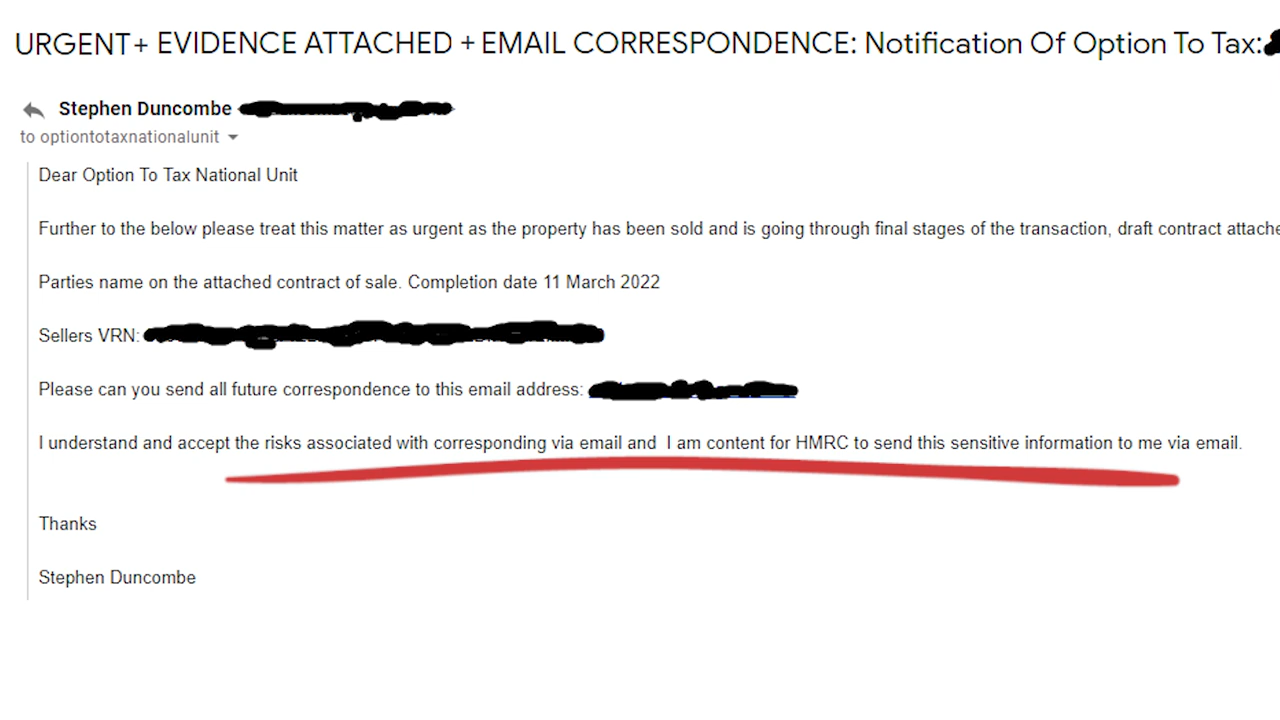 URGENT+ EVIDENCE ATTACHED + EMAIL CORRESPONDENCE: Notification Of Option To Tax:
Stephen Duncombe
to optiontotaxnationalunit
Dear Option To Tax National Unit
Further to the below please treat this matter as urgent as the property has been sold and is going through final stages of the transaction, draft contract attache
Parties name on the attached contract of sale. Completion date 11 March 2022
Sellers VRN:
Please can you send all future correspondence to this email address:
I understand and accept the risks associated with corresponding via email and  I am content for HMRC to send this sensitive information to me via email.
Thanks
Stephen Duncombe